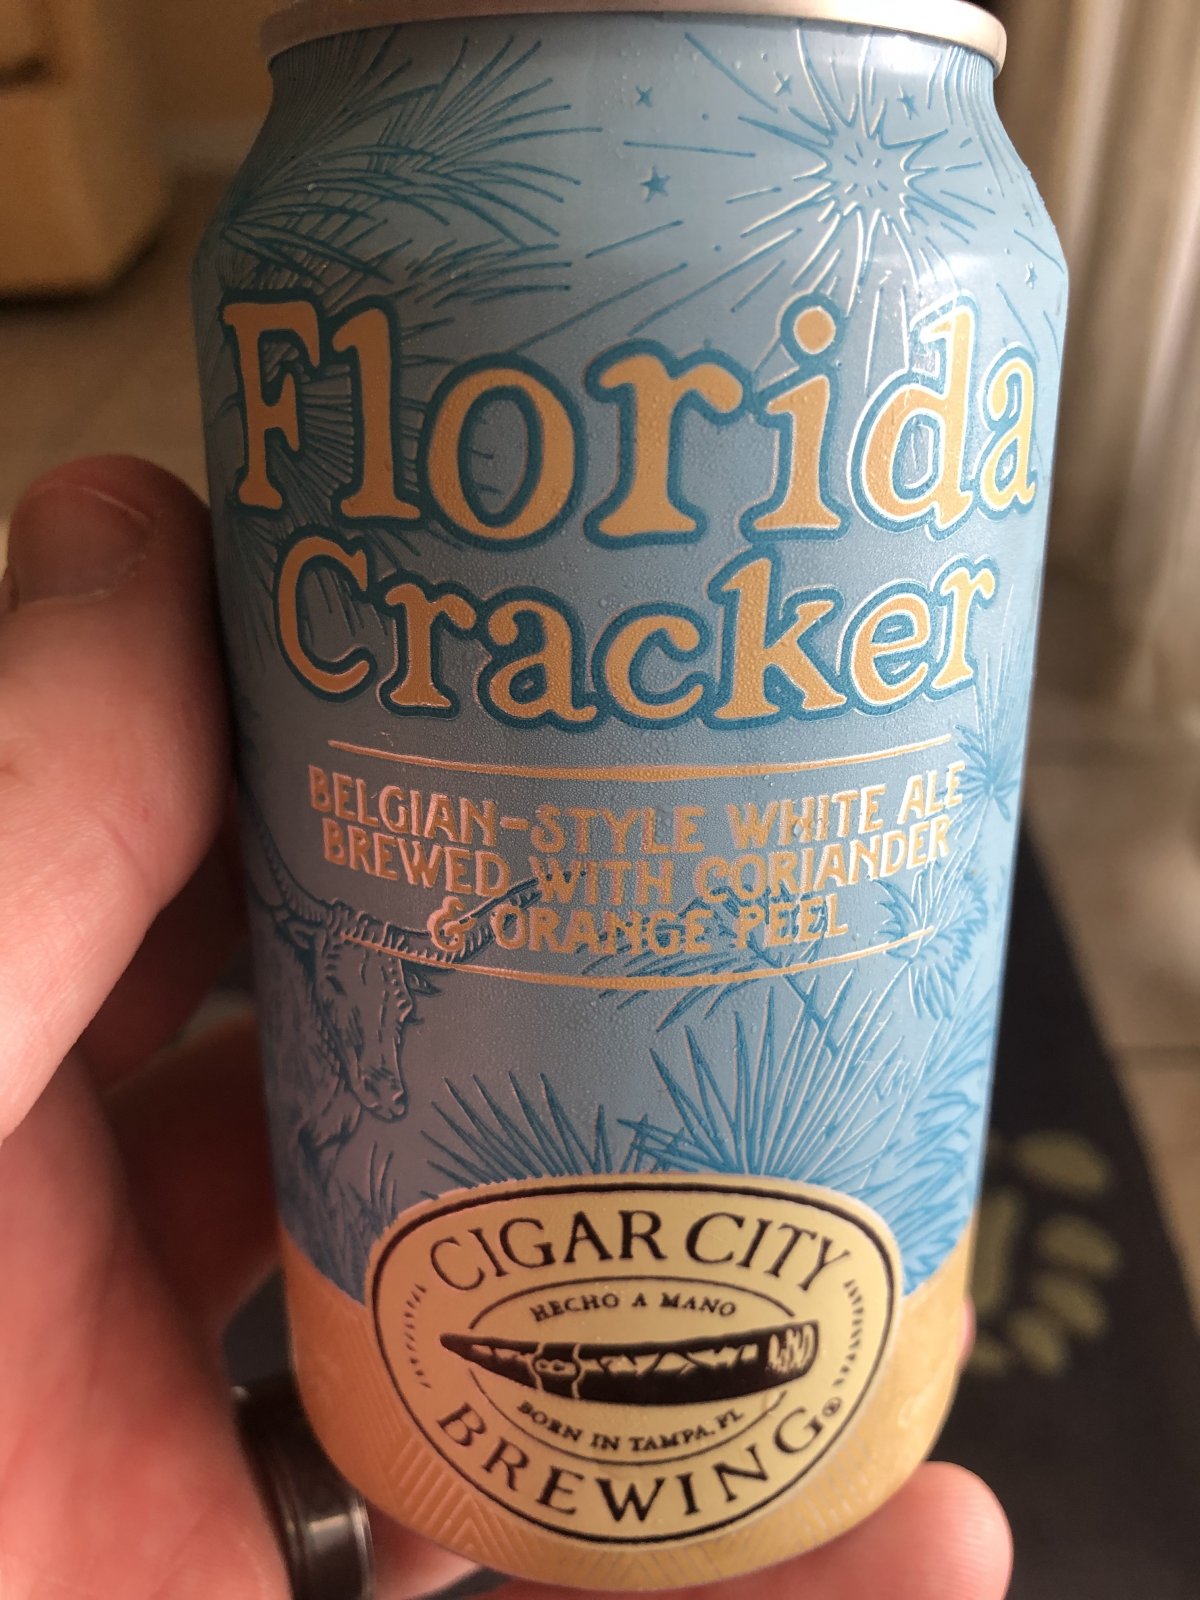 Florida
Cracker
BELGIAN-STYLE WHITE ALE
BREWED WITH CORIANDER
& ORANGE PEEL
CIGAR CITY
HECHO A MANO
BORN IN TAMPA, FL
BREWING®